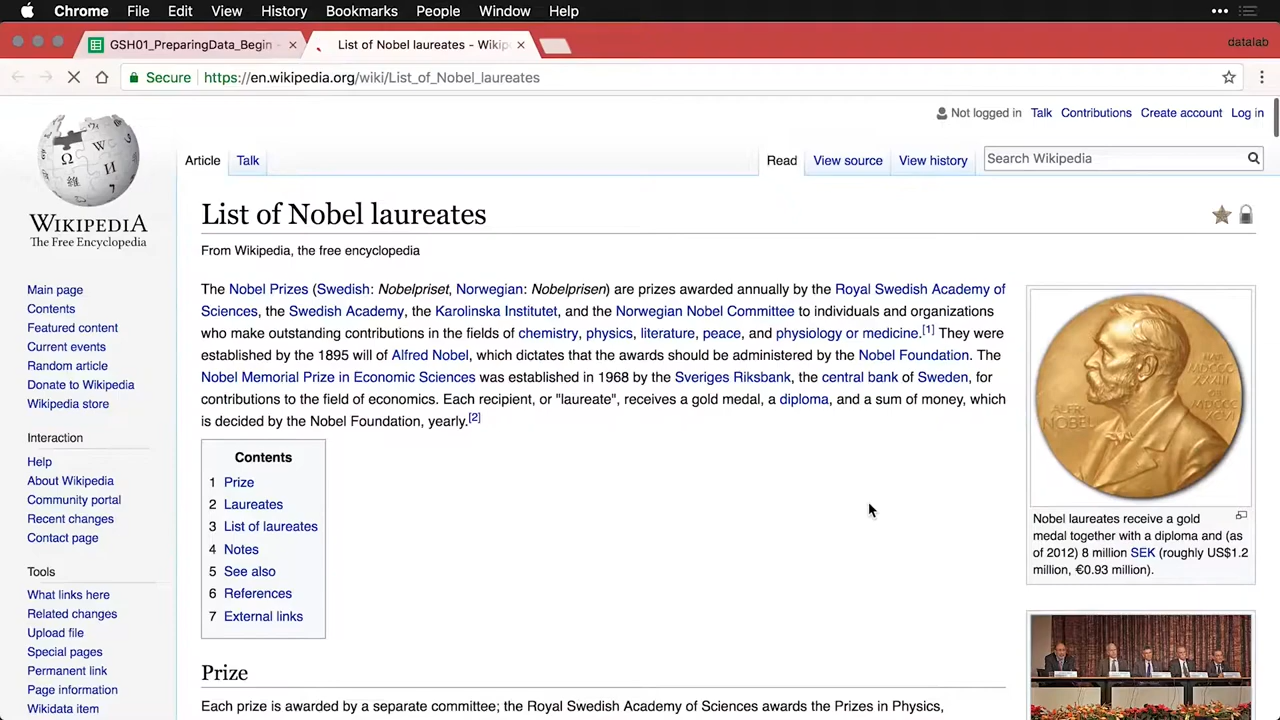 Chrome File Edit View History Bookmarks People Window Help
GSH01_PreparingData_Begin - × List of Nobel laureates - Wikip × datalab
Secure https://en.wikipedia.org/wiki/List_of_Nobel_laureates
Not logged in Talk Contributions Create account Log in
Article Talk Read View source View history Search Wikipedia
WIKIPEDIA
The Free Encyclopedia
Main page
Contents
Featured content
Current events
Random article
Donate to Wikipedia
Wikipedia store
Interaction
Help
About Wikipedia
Community portal
Recent changes
Contact page
Tools
What links here
Related changes
Upload file
Special pages
Permanent link
Page information
Wikidata item
List of Nobel laureates
From Wikipedia, the free encyclopedia
The Nobel Prizes (Swedish: Nobelpriset, Norwegian: Nobelprisen) are prizes awarded annually by the Royal Swedish Academy of
Sciences, the Swedish Academy, the Karolinska Institutet, and the Norwegian Nobel Committee to individuals and organizations
who make outstanding contributions in the fields of chemistry, physics, literature, peace, and physiology or medicine.[1] They were
established by the 1895 will of Alfred Nobel, which dictates that the awards should be administered by the Nobel Foundation. The
Nobel Memorial Prize in Economic Sciences was established in 1968 by the Sveriges Riksbank, the central bank of Sweden, for
contributions to the field of economics. Each recipient, or "laureate", receives a gold medal, a diploma, and a sum of money, which
is decided by the Nobel Foundation, yearly.[2]
Contents
1 Prize
2 Laureates
3 List of laureates
4 Notes
5 See also
6 References
7 External links
Prize
Each prize is awarded by a separate committee; the Royal Swedish Academy of Sciences awards the Prizes in Physics,
ALFR
NOBEL
NAT
MDCCC
XXXIII
OB
MDCCC
XCVI
Nobel laureates receive a gold
medal together with a diploma and (as
of 2012) 8 million SEK (roughly US$1.2
million, €0.93 million).